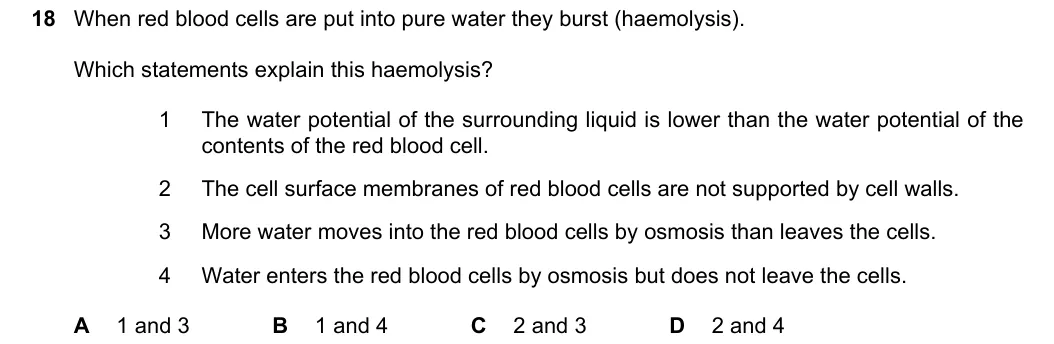 18 When red blood cells are put into pure water they burst (haemolysis).
Which statements explain this haemolysis?
1 The water potential of the surrounding liquid is lower than the water potential of the
contents of the red blood cell.
2 The cell surface membranes of red blood cells are not supported by cell walls.
3 More water moves into the red blood cells by osmosis than leaves the cells.
4 Water enters the red blood cells by osmosis but does not leave the cells.
A 1 and 3 B 1 and 4 C 2 and 3 D 2 and 4